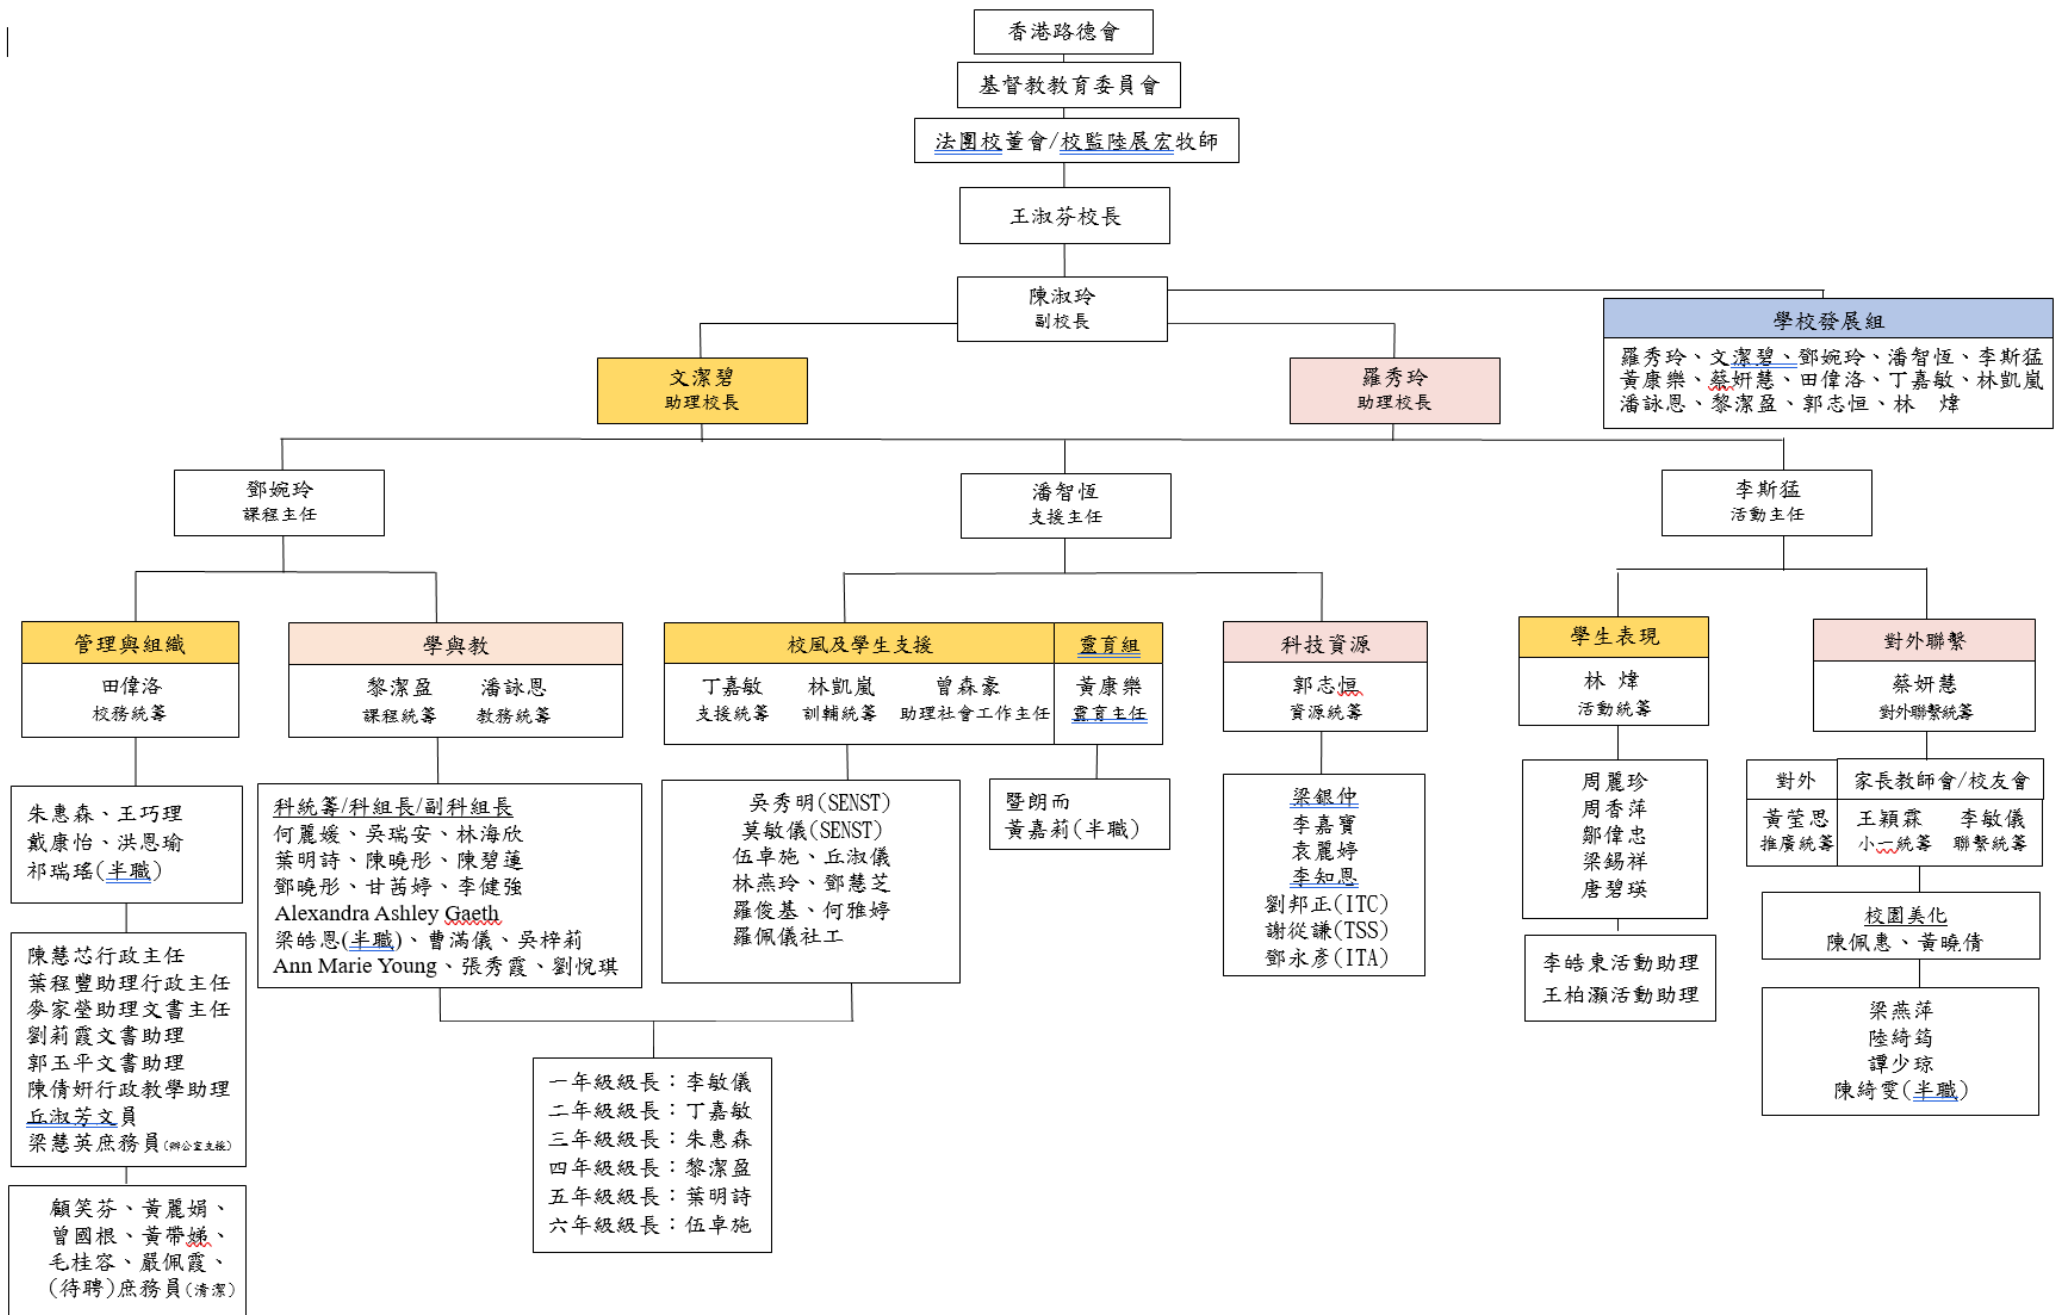 香港路德會
基督教教育委員會
法團校董會/校監陸展宏牧師
王淑芬校長
陳淑玲
副校長
學校發展組
羅秀玲、文潔碧、鄧婉玲、潘智恆、李斯猛
黃康樂、蔡妍慧、田偉洛、丁嘉敏、林凱嵐
潘詠恩、黎潔盈、郭志恒、林 煒
文潔碧
助理校長
羅秀玲
助理校長
鄧婉玲
課程主任
潘智恆
支援主任
李斯猛
活動主任
管理與組織
田偉洛
校務統籌
朱惠森、王巧理
戴康怡、洪恩瑜
祁瑞瑤(半職)
陳慧芯行政主任
葉程豐助理行政主任
麥家瑩助理文書主任
劉莉霞文書助理
郭玉平文書助理
陳倩妍行政教學助理
丘淑芳文員
梁慧英庶務員(辦公室支援)
顧笑芬、黃麗娟、
曾國根、黃帶娣、
毛桂容、嚴佩霞、
(待聘)庶務員(清潔)
學與教
黎潔盈 潘詠恩
課程統籌 教務統籌
科統籌/科組長/副科組長
何麗媛、吳瑞安、林海欣
葉明詩、陳曉彤、陳碧蓮
鄧曉彤、甘茜婷、李健強
Alexandra Ashley Gaeth
梁皓恩(半職)、曹滿儀、吳梓莉
Ann Marie Young、張秀霞、劉悅琪
校風及學生支援
丁嘉敏 林凱嵐 曾森豪
支援統籌 訓輔統籌 助理社會工作主任
吳秀明(SENST)
莫敏儀(SENST)
伍卓施、丘淑儀
林燕玲、鄧慧芝
羅俊基、何雅婷
羅佩儀社工
靈育組
黃康樂
靈育主任
暨朗而
黃嘉莉(半職)
一年級級長：李敏儀
二年級級長：丁嘉敏
三年級級長：朱惠森
四年級級長：黎潔盈
五年級級長：葉明詩
六年級級長：伍卓施
科技資源
郭志恒
資源統籌
梁銀仲
李嘉寶
袁麗婷
李知恩
劉邦正(ITC)
謝從謙(TSS)
鄧永彥(ITA)
學生表現
林 煒
活動統籌
周麗珍
周香萍
鄒偉忠
梁錫祥
唐碧瑛
李皓東活動助理
王柏灝活動助理
對外聯繫
蔡妍慧
對外聯繫統籌
對外
黃瑩思
推廣統籌
家長教師會/校友會
王穎霖 李敏儀
小一統籌 聯繫統籌
校園美化
陳佩惠、黃曉倩
梁燕萍
陸綺筠
譚少琼
陳綺雯(半職)